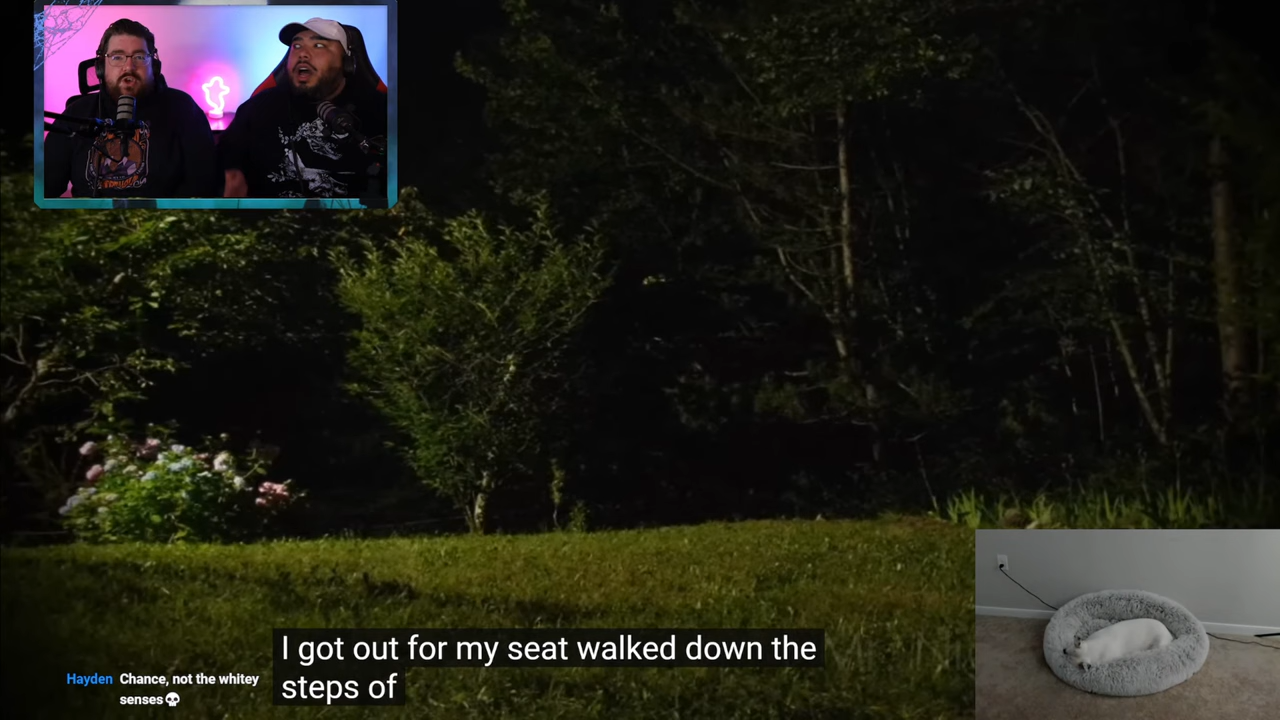 I got out for my seat walked down the
steps of
Hayden Chance, not the whitey
senses💀